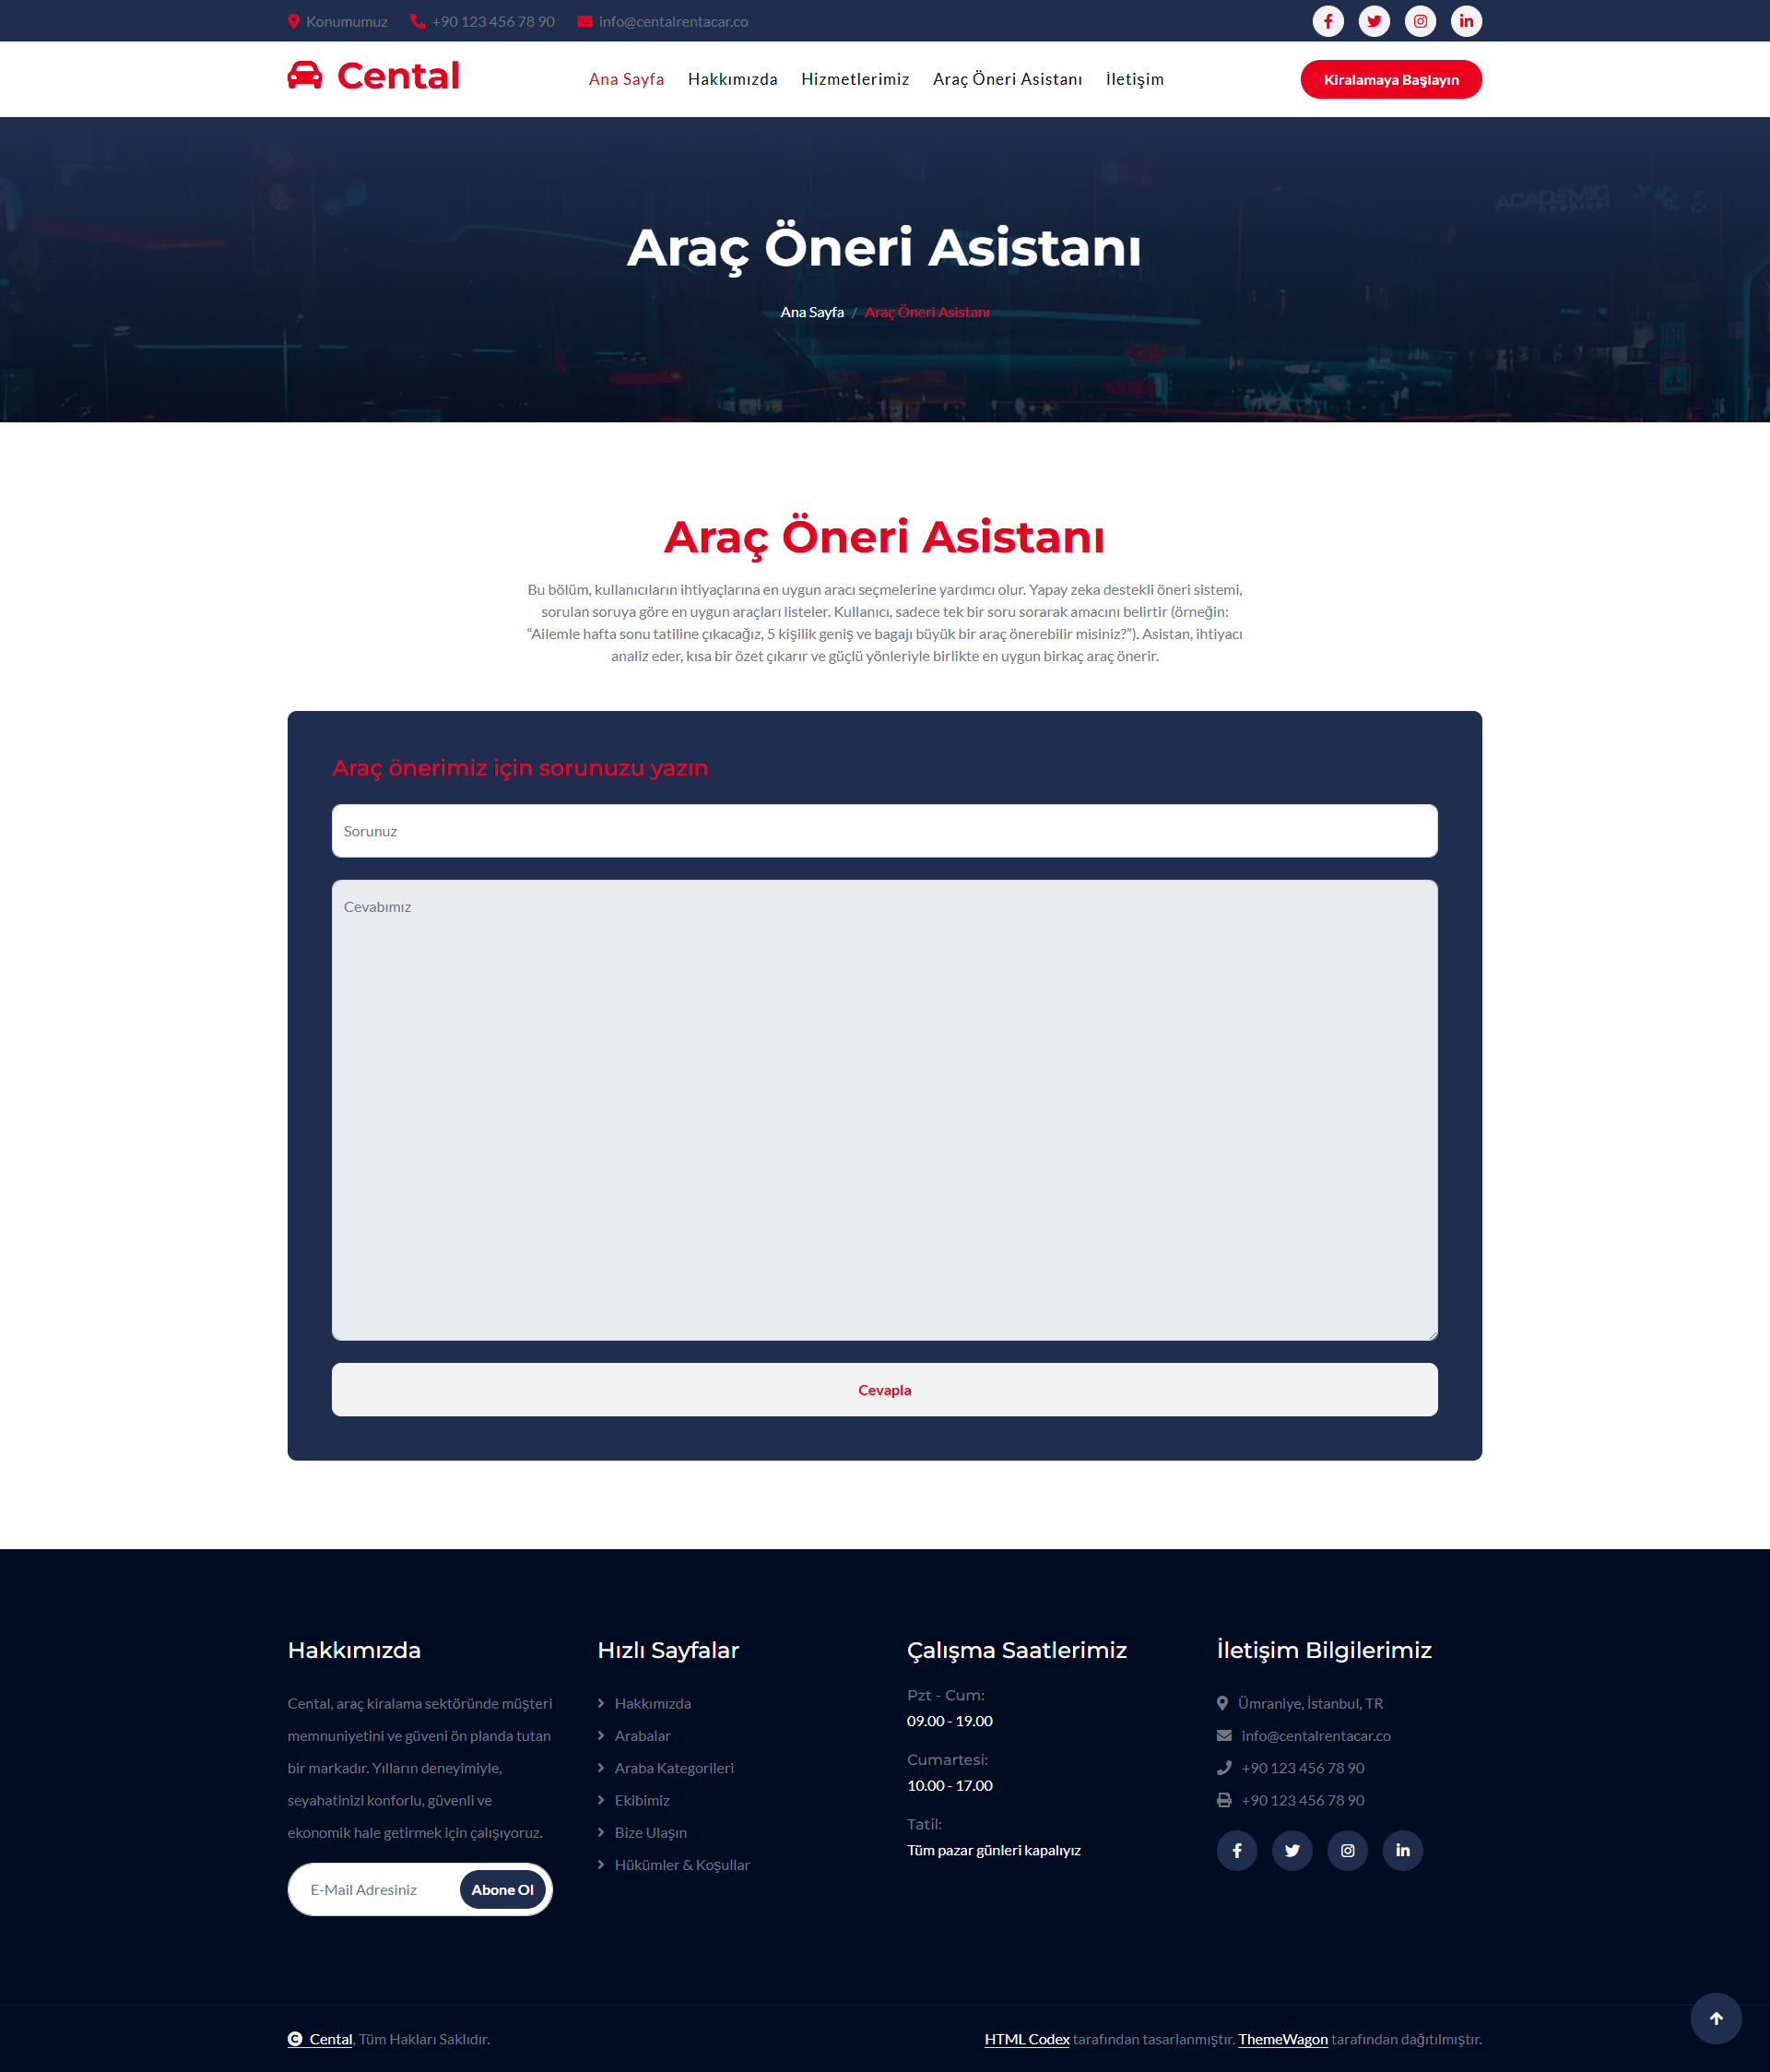 Konumumuz +90 123 456 78 90 info@centalrentacar.co
Cental Ana Sayfa Hakkımızda Hizmetlerimiz Araç Öneri Asistanı İletişim Kiralamaya Başlayın
ACADEMIC
Araç Öneri Asistanı
Ana Sayfa / Araç Öneri Asistanı
Araç Öneri Asistanı
Bu bölüm, kullanıcıların ihtiyaçlarına en uygun aracı seçmelerine yardımcı olur. Yapay zeka destekli öneri sistemi,
sorulan soruya göre en uygun araçları listeler. Kullanıcı, sadece tek bir soru sorarak amacını belirtir (örneğin:
“Ailemle hafta sonu tatiline çıkacağız, 5 kişilik geniş ve bagajı büyük bir araç önerebilir misiniz?”). Asistan, ihtiyacı
analiz eder, kısa bir özet çıkarır ve güçlü yönleriyle birlikte en uygun birkaç araç önerir.
Araç önerimiz için sorunuzu yazın
Sorunuz
Cevabımız
Cevapla
Hakkımızda
Cental, araç kiralama sektöründe müşteri
memnuniyetini ve güveni ön planda tutan
bir markadır. Yılların deneyimiyle,
seyahatinizi konforlu, güvenli ve
ekonomik hale getirmek için çalışıyoruz.
E-Mail Adresiniz Abone Ol
Hızlı Sayfalar
Hakkımızda
Arabalar
Araba Kategorileri
Ekibimiz
Bize Ulaşın
Hükümler & Koşullar
Çalışma Saatlerimiz
Pzt - Cum:
09.00 - 19.00
Cumartesi:
10.00 - 17.00
Tatil:
Tüm pazar günleri kapalıyız
İletişim Bilgilerimiz
Ümraniye, İstanbul, TR
info@centalrentacar.co
+90 123 456 78 90
+90 123 456 78 90
Cental, Tüm Hakları Saklıdır.
HTML Codex tarafından tasarlanmıştır. ThemeWagon tarafından dağıtılmıştır.